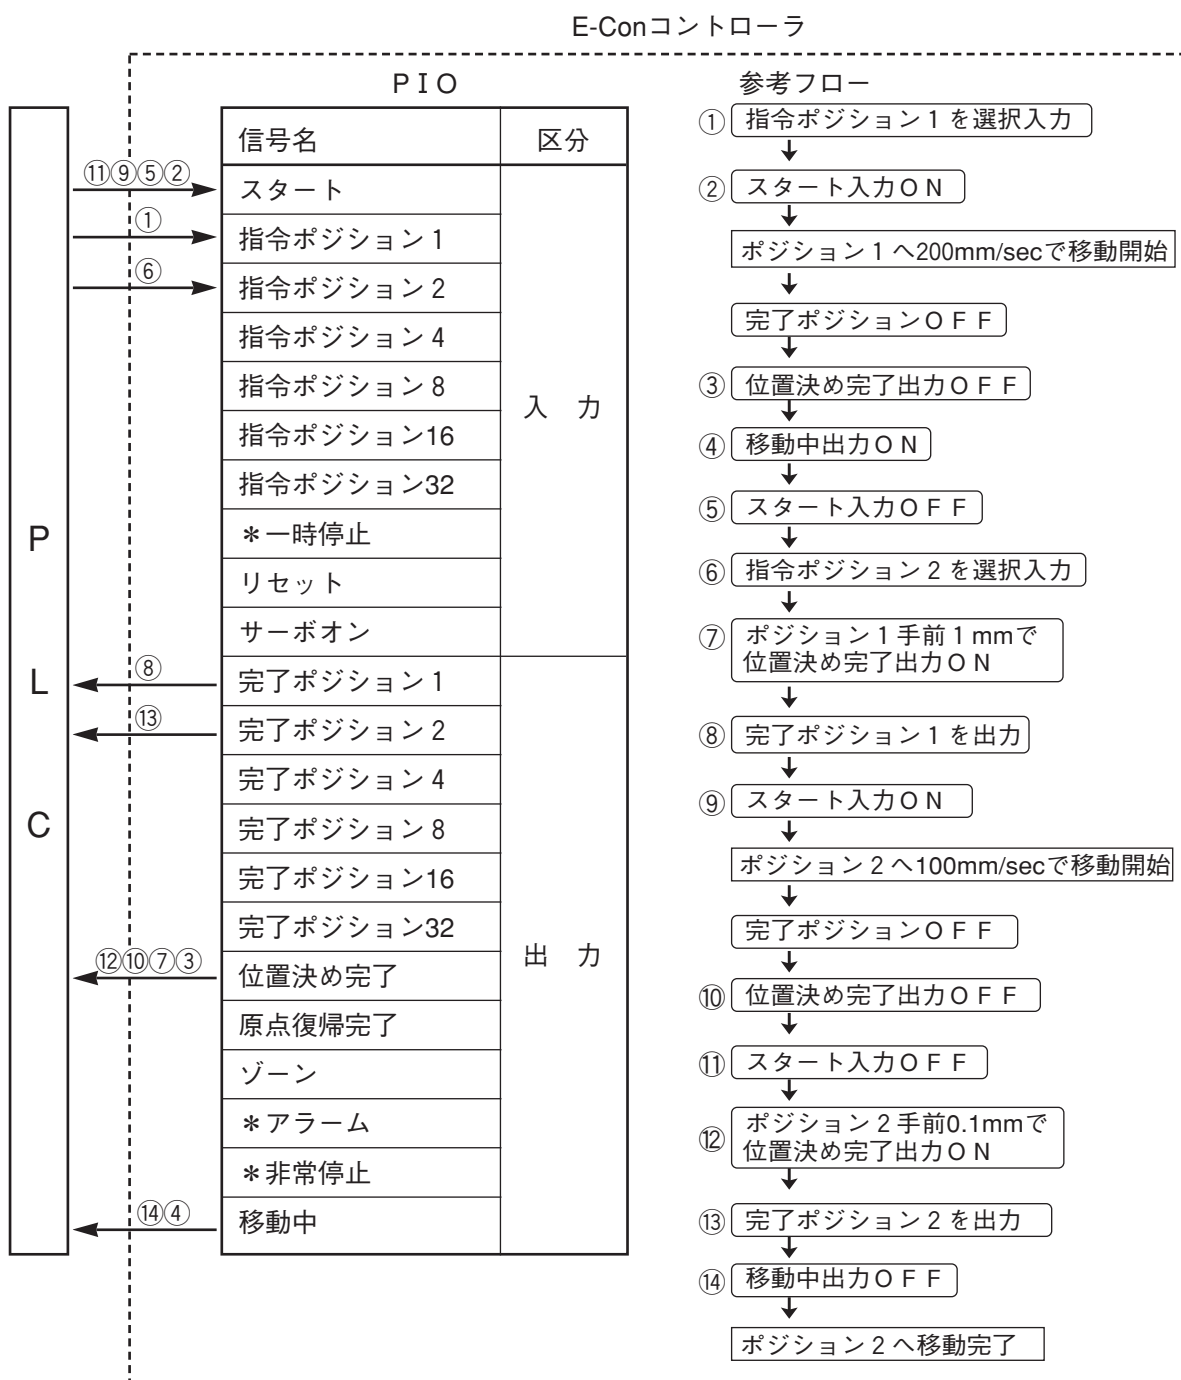 E-Conコントローラ
PIO
信号名
区分
スタート
指令ポジション1
指令ポジション2
指令ポジション4
指令ポジション8
指令ポジション16
指令ポジション32
＊一時停止
リセット
サーボオン
入 力
完了ポジション1
完了ポジション2
完了ポジション4
完了ポジション8
完了ポジション16
完了ポジション32
位置決め完了
原点復帰完了
ゾーン
＊アラーム
＊非常停止
移動中
出 力
P
L
C
⑪⑨⑤②
①
⑥
⑧
⑬
⑫⑩⑦③
⑭④
参考フロー
① 指令ポジション1を選択入力
② スタート入力ON
ポジション1へ200mm/secで移動開始
完了ポジションOFF
③ 位置決め完了出力OFF
④ 移動中出力ON
⑤ スタート入力OFF
⑥ 指令ポジション2を選択入力
⑦ ポジション1手前1mmで
位置決め完了出力ON
⑧ 完了ポジション1を出力
⑨ スタート入力ON
ポジション2へ100mm/secで移動開始
完了ポジションOFF
⑩ 位置決め完了出力OFF
⑪ スタート入力OFF
⑫ ポジション2手前0.1mmで
位置決め完了出力ON
⑬ 完了ポジション2を出力
⑭ 移動中出力OFF
ポジション2へ移動完了